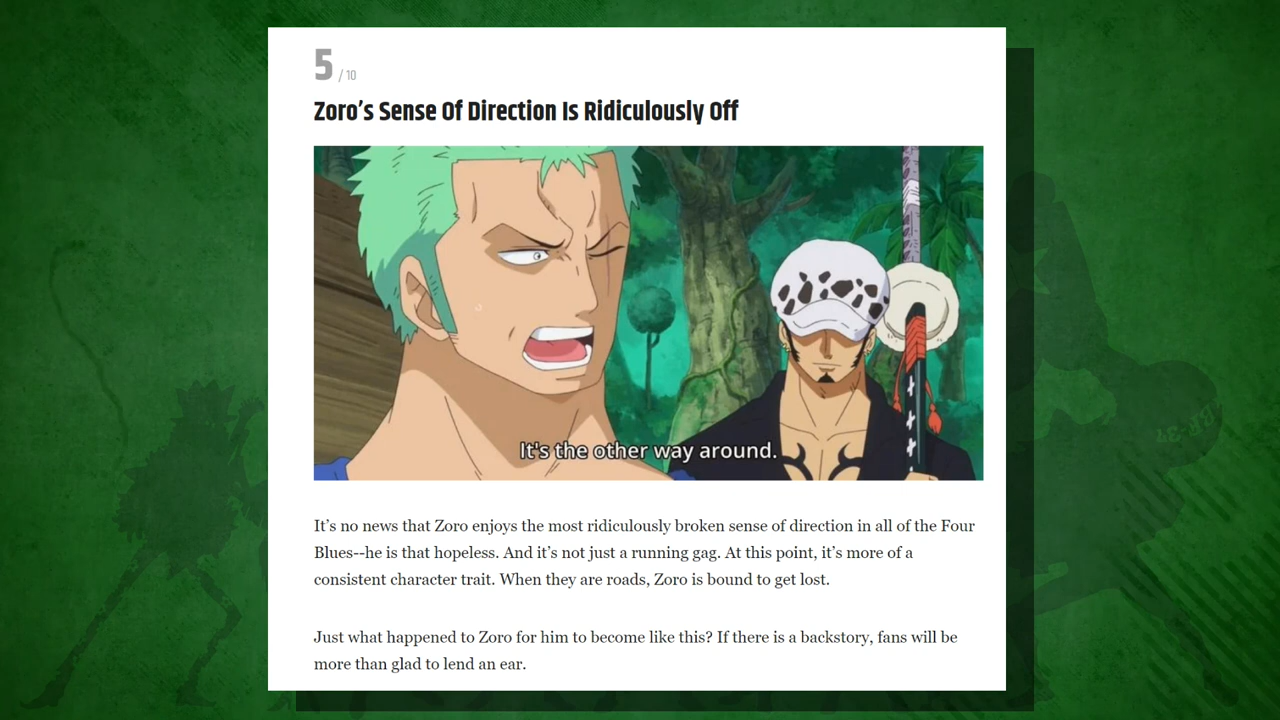 5 / 10
Zoro's Sense Of Direction Is Ridiculously Off
It's the other way around.
It's no news that Zoro enjoys the most ridiculously broken sense of direction in all of the Four
Blues--he is that hopeless. And it's not just a running gag. At this point, it's more of a
consistent character trait. When they are roads, Zoro is bound to get lost.
Just what happened to Zoro for him to become like this? If there is a backstory, fans will be
more than glad to lend an ear.